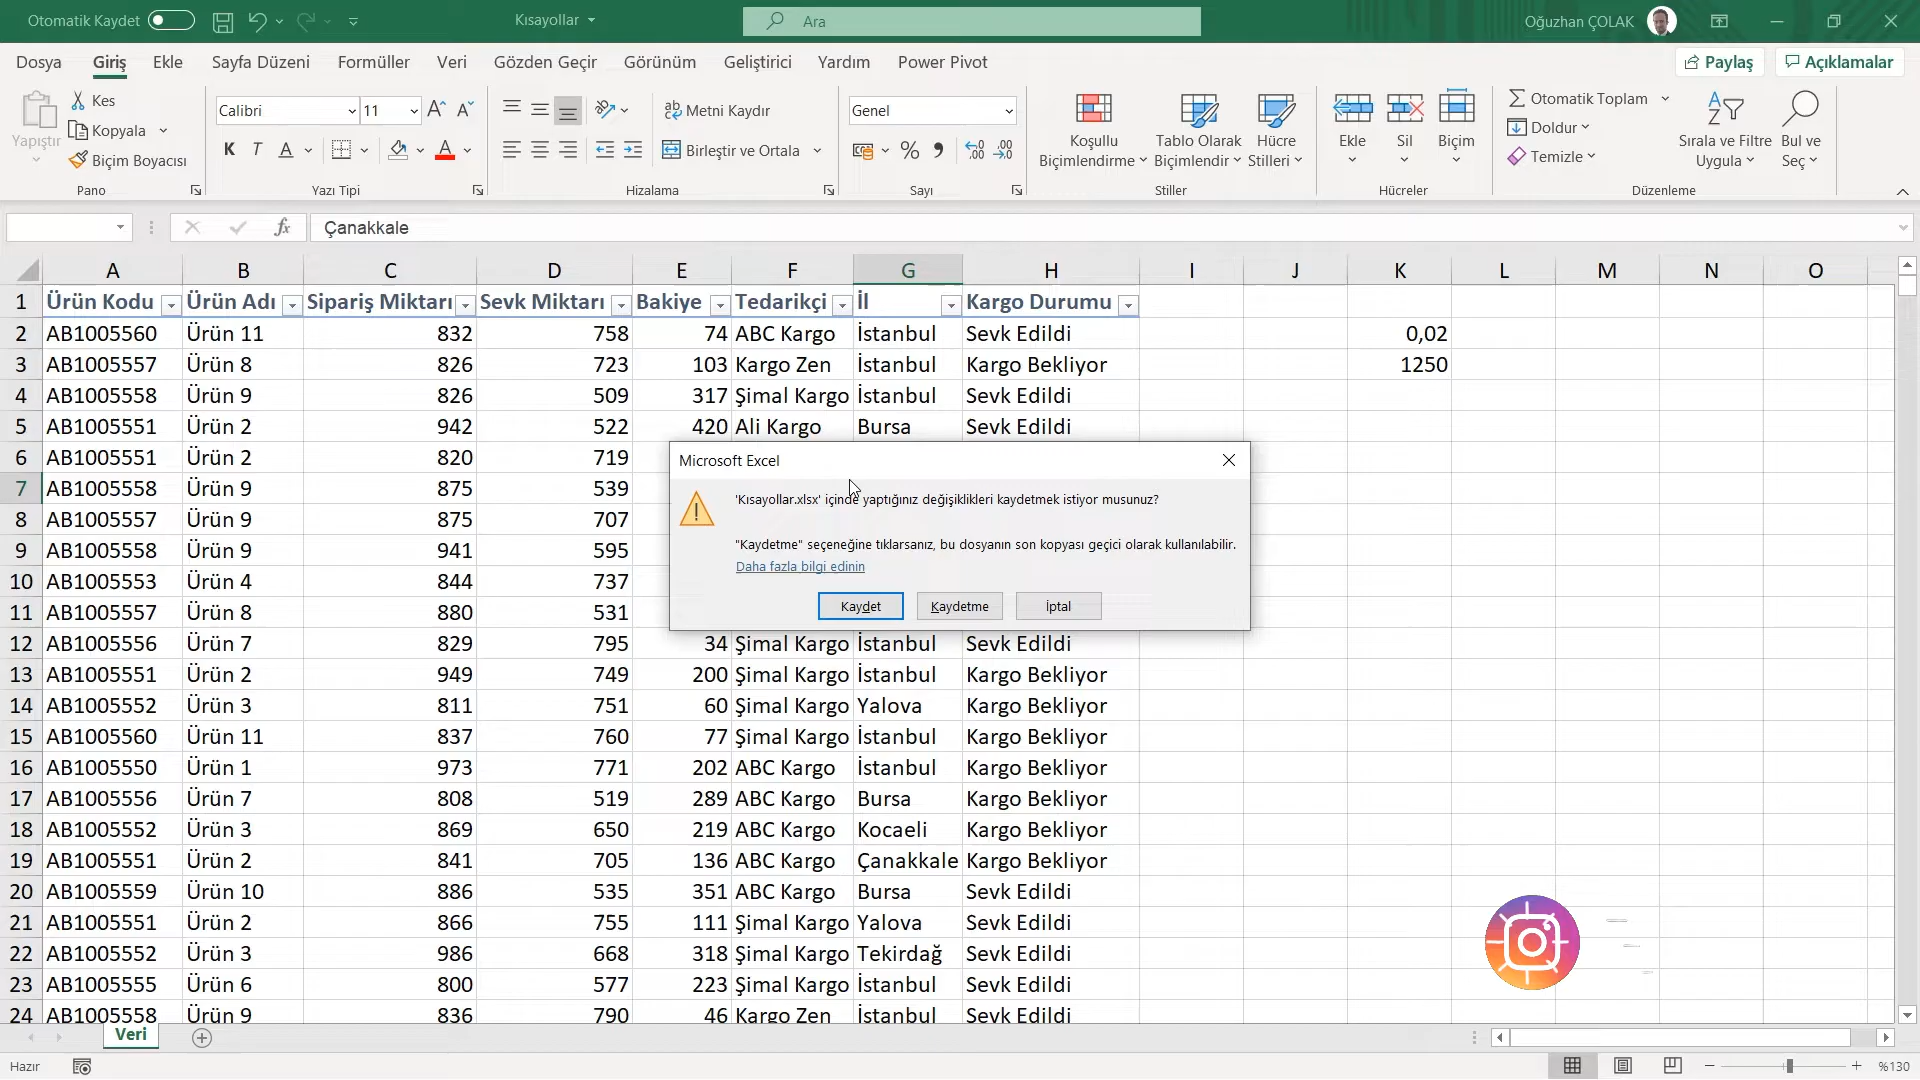 Otomatik Kaydet
Kısayollar
Ara
Oğuzhan ÇOLAK
Dosya Giriş Ekle Sayfa Düzeni Formüller Veri Gözden Geçir Görünüm Geliştirici Yardım Power Pivot
Paylaş Açıklamalar
Yapıştır
Kes
Kopyala
Biçim Boyacısı
Pano
Calibri 11
K T A A
Yazı Tipi
Metni Kaydır
Birleştir ve Ortala
Hizalama
Genel
% ,
Sayı
Koşullu Biçimlendirme
Tablo Olarak Biçimlendir
Hücre Stilleri
Stiller
Ekle Sil Biçim
Hücreler
Otomatik Toplam
Doldur
Temizle
Sırala ve Filtre Uygula
Bul ve Seç
Düzenleme
fx Çanakkale
A B C D E F G H I J K L M N O
1 Ürün Kodu Ürün Adı Sipariş Miktarı Sevk Miktarı Bakiye Tedarikçi İl Kargo Durumu
2 AB1005560 Ürün 11 832 758 74 ABC Kargo İstanbul Sevk Edildi 0,02
3 AB1005557 Ürün 8 826 723 103 Kargo Zen İstanbul Kargo Bekliyor 1250
4 AB1005558 Ürün 9 826 509 317 Şimal Kargo İstanbul Sevk Edildi
5 AB1005551 Ürün 2 942 522 420 Ali Kargo Bursa Sevk Edildi
6 AB1005551 Ürün 2 820 719
7 AB1005558 Ürün 9 875 539
8 AB1005557 Ürün 9 875 707
9 AB1005558 Ürün 9 941 595
10 AB1005553 Ürün 4 844 737
11 AB1005557 Ürün 8 880 531
Microsoft Excel
'Kısayollar.xlsx' içinde yaptığınız değişiklikleri kaydetmek istiyor musunuz?
"Kaydetme" seçeneğine tıklarsanız, bu dosyanın son kopyası geçici olarak kullanılabilir.
Daha fazla bilgi edinin
Kaydet Kaydetme İptal
12 AB1005556 Ürün 7 829 795 34 Şimal Kargo İstanbul Sevk Edildi
13 AB1005551 Ürün 2 949 749 200 Şimal Kargo İstanbul Kargo Bekliyor
14 AB1005552 Ürün 3 811 751 60 Şimal Kargo Yalova Kargo Bekliyor
15 AB1005560 Ürün 11 837 760 77 Şimal Kargo İstanbul Kargo Bekliyor
16 AB1005550 Ürün 1 973 771 202 ABC Kargo İstanbul Kargo Bekliyor
17 AB1005556 Ürün 7 808 519 289 ABC Kargo Bursa Kargo Bekliyor
18 AB1005552 Ürün 3 869 650 219 ABC Kargo Kocaeli Kargo Bekliyor
19 AB1005551 Ürün 2 841 705 136 ABC Kargo Çanakkale Kargo Bekliyor
20 AB1005559 Ürün 10 886 535 351 ABC Kargo Bursa Sevk Edildi
21 AB1005551 Ürün 2 866 755 111 Şimal Kargo Yalova Sevk Edildi
22 AB1005552 Ürün 3 986 668 318 Şimal Kargo Tekirdağ Sevk Edildi
23 AB1005555 Ürün 6 800 577 223 Şimal Kargo İstanbul Sevk Edildi
24 AB1005558 Ürün 9 836 790 46 Kargo Zen İstanbul Sevk Edildi
Veri
Hazır
%130